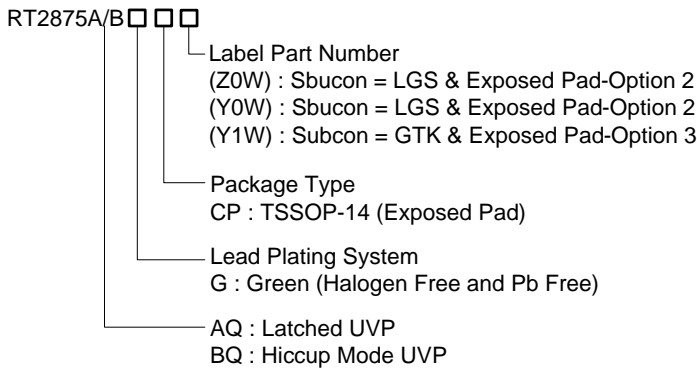 RT2875A/B
Label Part Number
(Z0W) : Sbucon = LGS & Exposed Pad-Option 2
(Y0W) : Sbucon = LGS & Exposed Pad-Option 2
(Y1W) : Subcon = GTK & Exposed Pad-Option 3
Package Type
CP : TSSOP-14 (Exposed Pad)
Lead Plating System
G : Green (Halogen Free and Pb Free)
AQ : Latched UVP
BQ : Hiccup Mode UVP